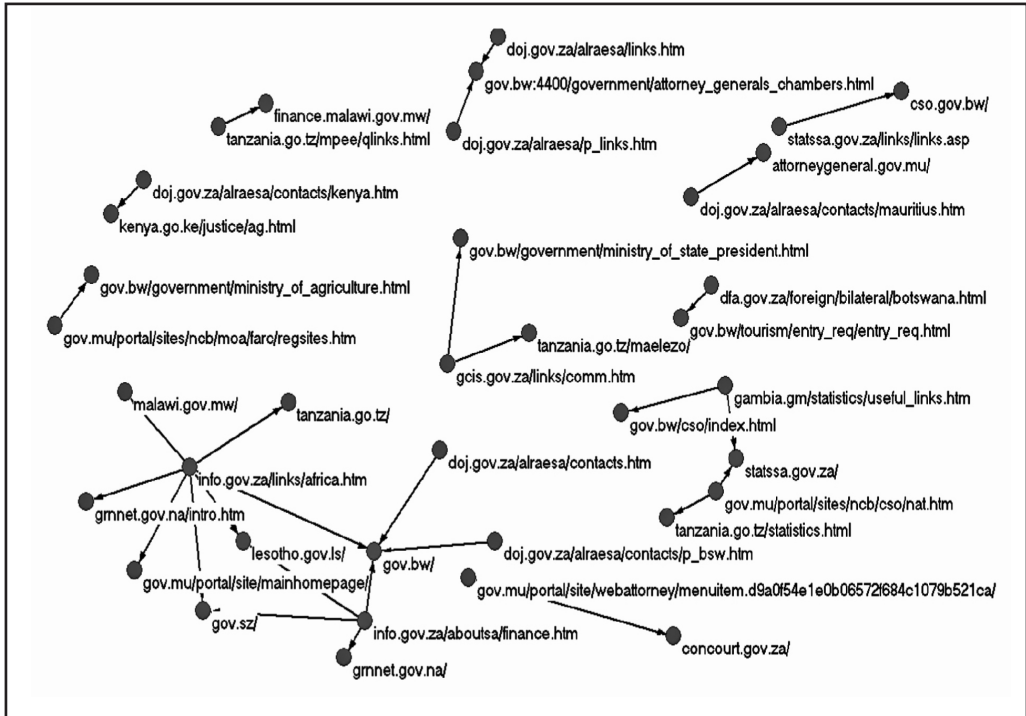 doj.gov.za/alraesa/links.htm
gov.bw:4400/government/attorney_generals_chambers.html
cso.gov.bw/
finance.malawi.gov.mw/
tanzania.go.tz/mpee/qlinks.html
doj.gov.za/alraesa/p_links.htm
statssa.gov.za/links/links.asp
attorneygeneral.gov.mu/
doj.gov.za/alraesa/contacts/kenya.htm
doj.gov.za/alraesa/contacts/mauritius.htm
kenya.go.ke/justice/ag.html
gov.bw/government/ministry_of_state_president.html
gov.bw/government/ministry_of_agriculture.html
dfa.gov.za/foreign/bilateral/botswana.html
gov.bw/tourism/entry_req/entry_req.html
gov.mu/portal/sites/ncb/moa/farc/regsites.htm
tanzania.go.tz/maelezo/
gcis.gov.za/links/comm.htm
gambia.gm/statistics/useful_links.htm
malawi.gov.mw/
tanzania.go.tz/
gov.bw/cso/index.html
doj.gov.za/alraesa/contacts.htm
statssa.gov.za/
info.gov.za/links/africa.htm
gov.mu/portal/sites/ncb/cso/nat.htm
grnnet.gov.na/intro.htm
tanzania.go.tz/statistics.html
lesotho.gov.ls/
doj.gov.za/alraesa/contacts/p_bsw.htm
gov.bw/
gov.mu/portal/site/mainhomepage/
gov.mu/portal/site/webattorney/menuitem.d9a0f54e1e0b06572f684c1079b521ca/
gov.sz/
info.gov.za/aboutsa/finance.htm
concourt.gov.za/
grnnet.gov.na/